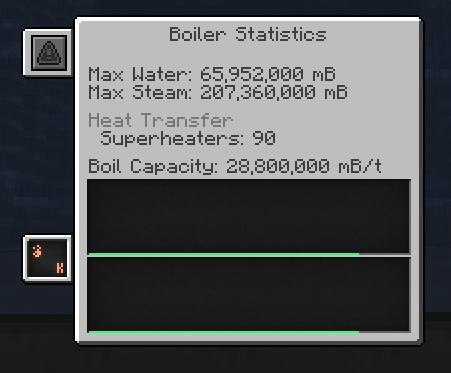 Boiler Statistics
Max Water: 65,952,000 mB
Max Steam: 207,360,000 mB
Heat Transfer
Superheaters: 90
Boil Capacity: 28,800,000 mB/t
K